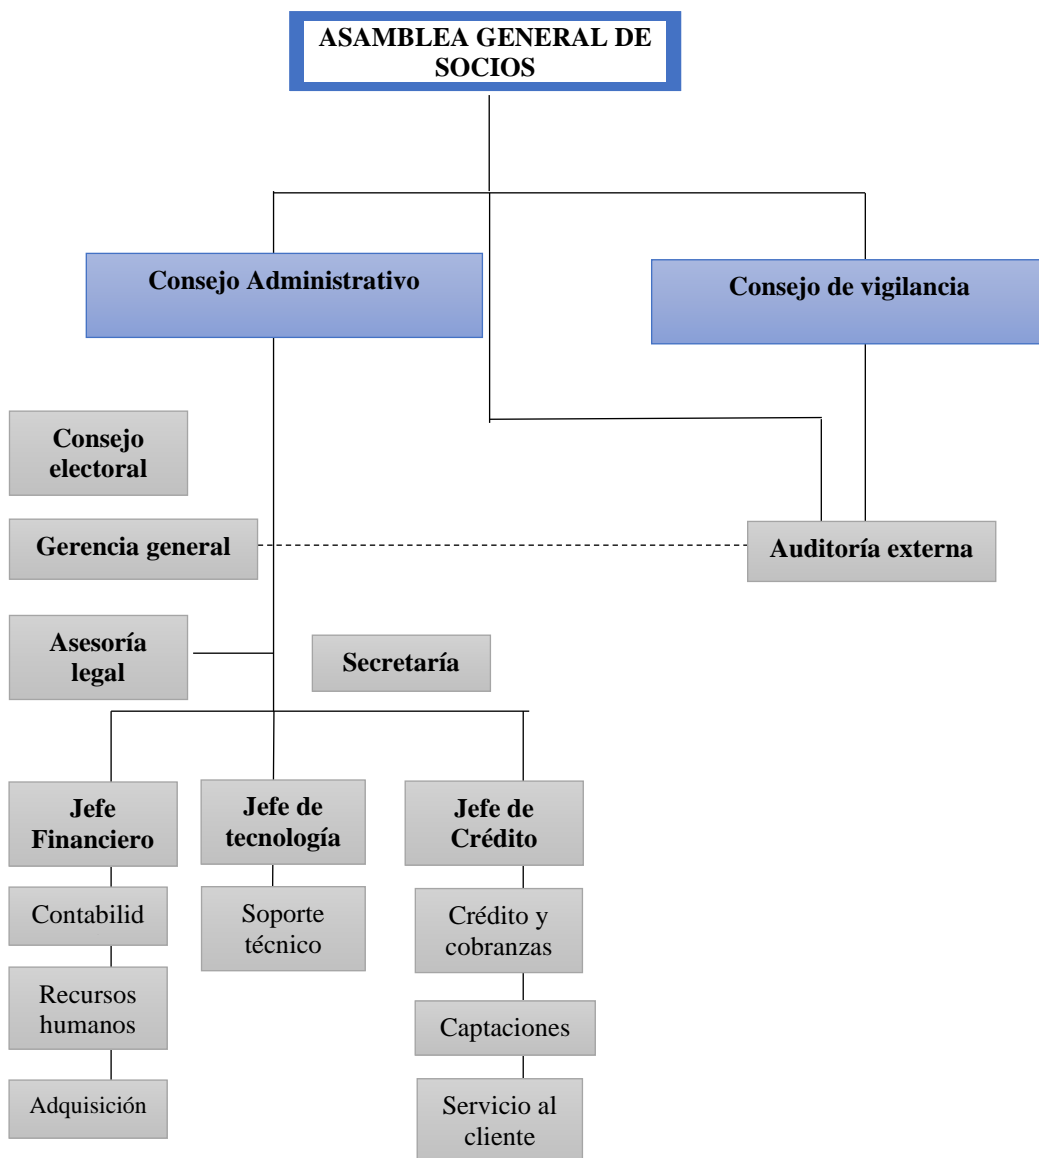 ASAMBLEA GENERAL DE
SOCIOS
Consejo Administrativo
Consejo de vigilancia
Consejo
electoral
Gerencia general
Auditoría externa
Asesoría
legal
Secretaría
Jefe
Financiero
Jefe de
tecnología
Jefe de
Crédito
Contabilid
Soporte
técnico
Crédito y
cobranzas
Recursos
humanos
Captaciones
Adquisición
Servicio al
cliente